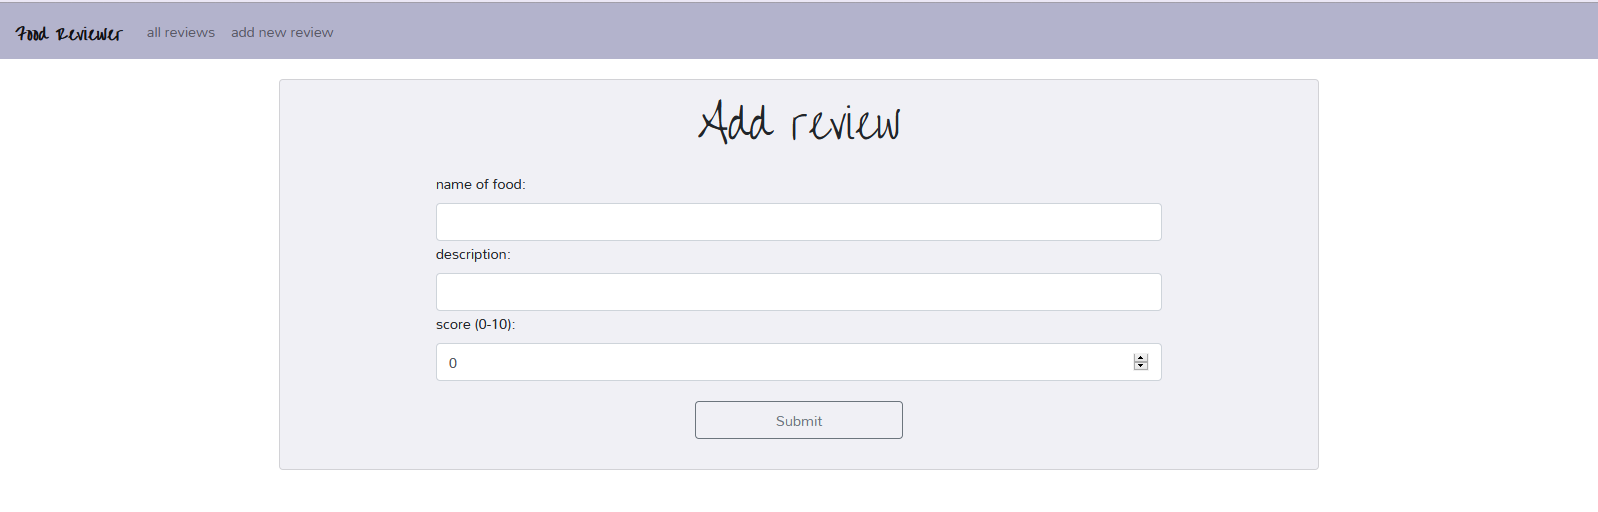 Food Reviewer all reviews add new review
Add review
name of food:
description:
score (0-10):
0
Submit